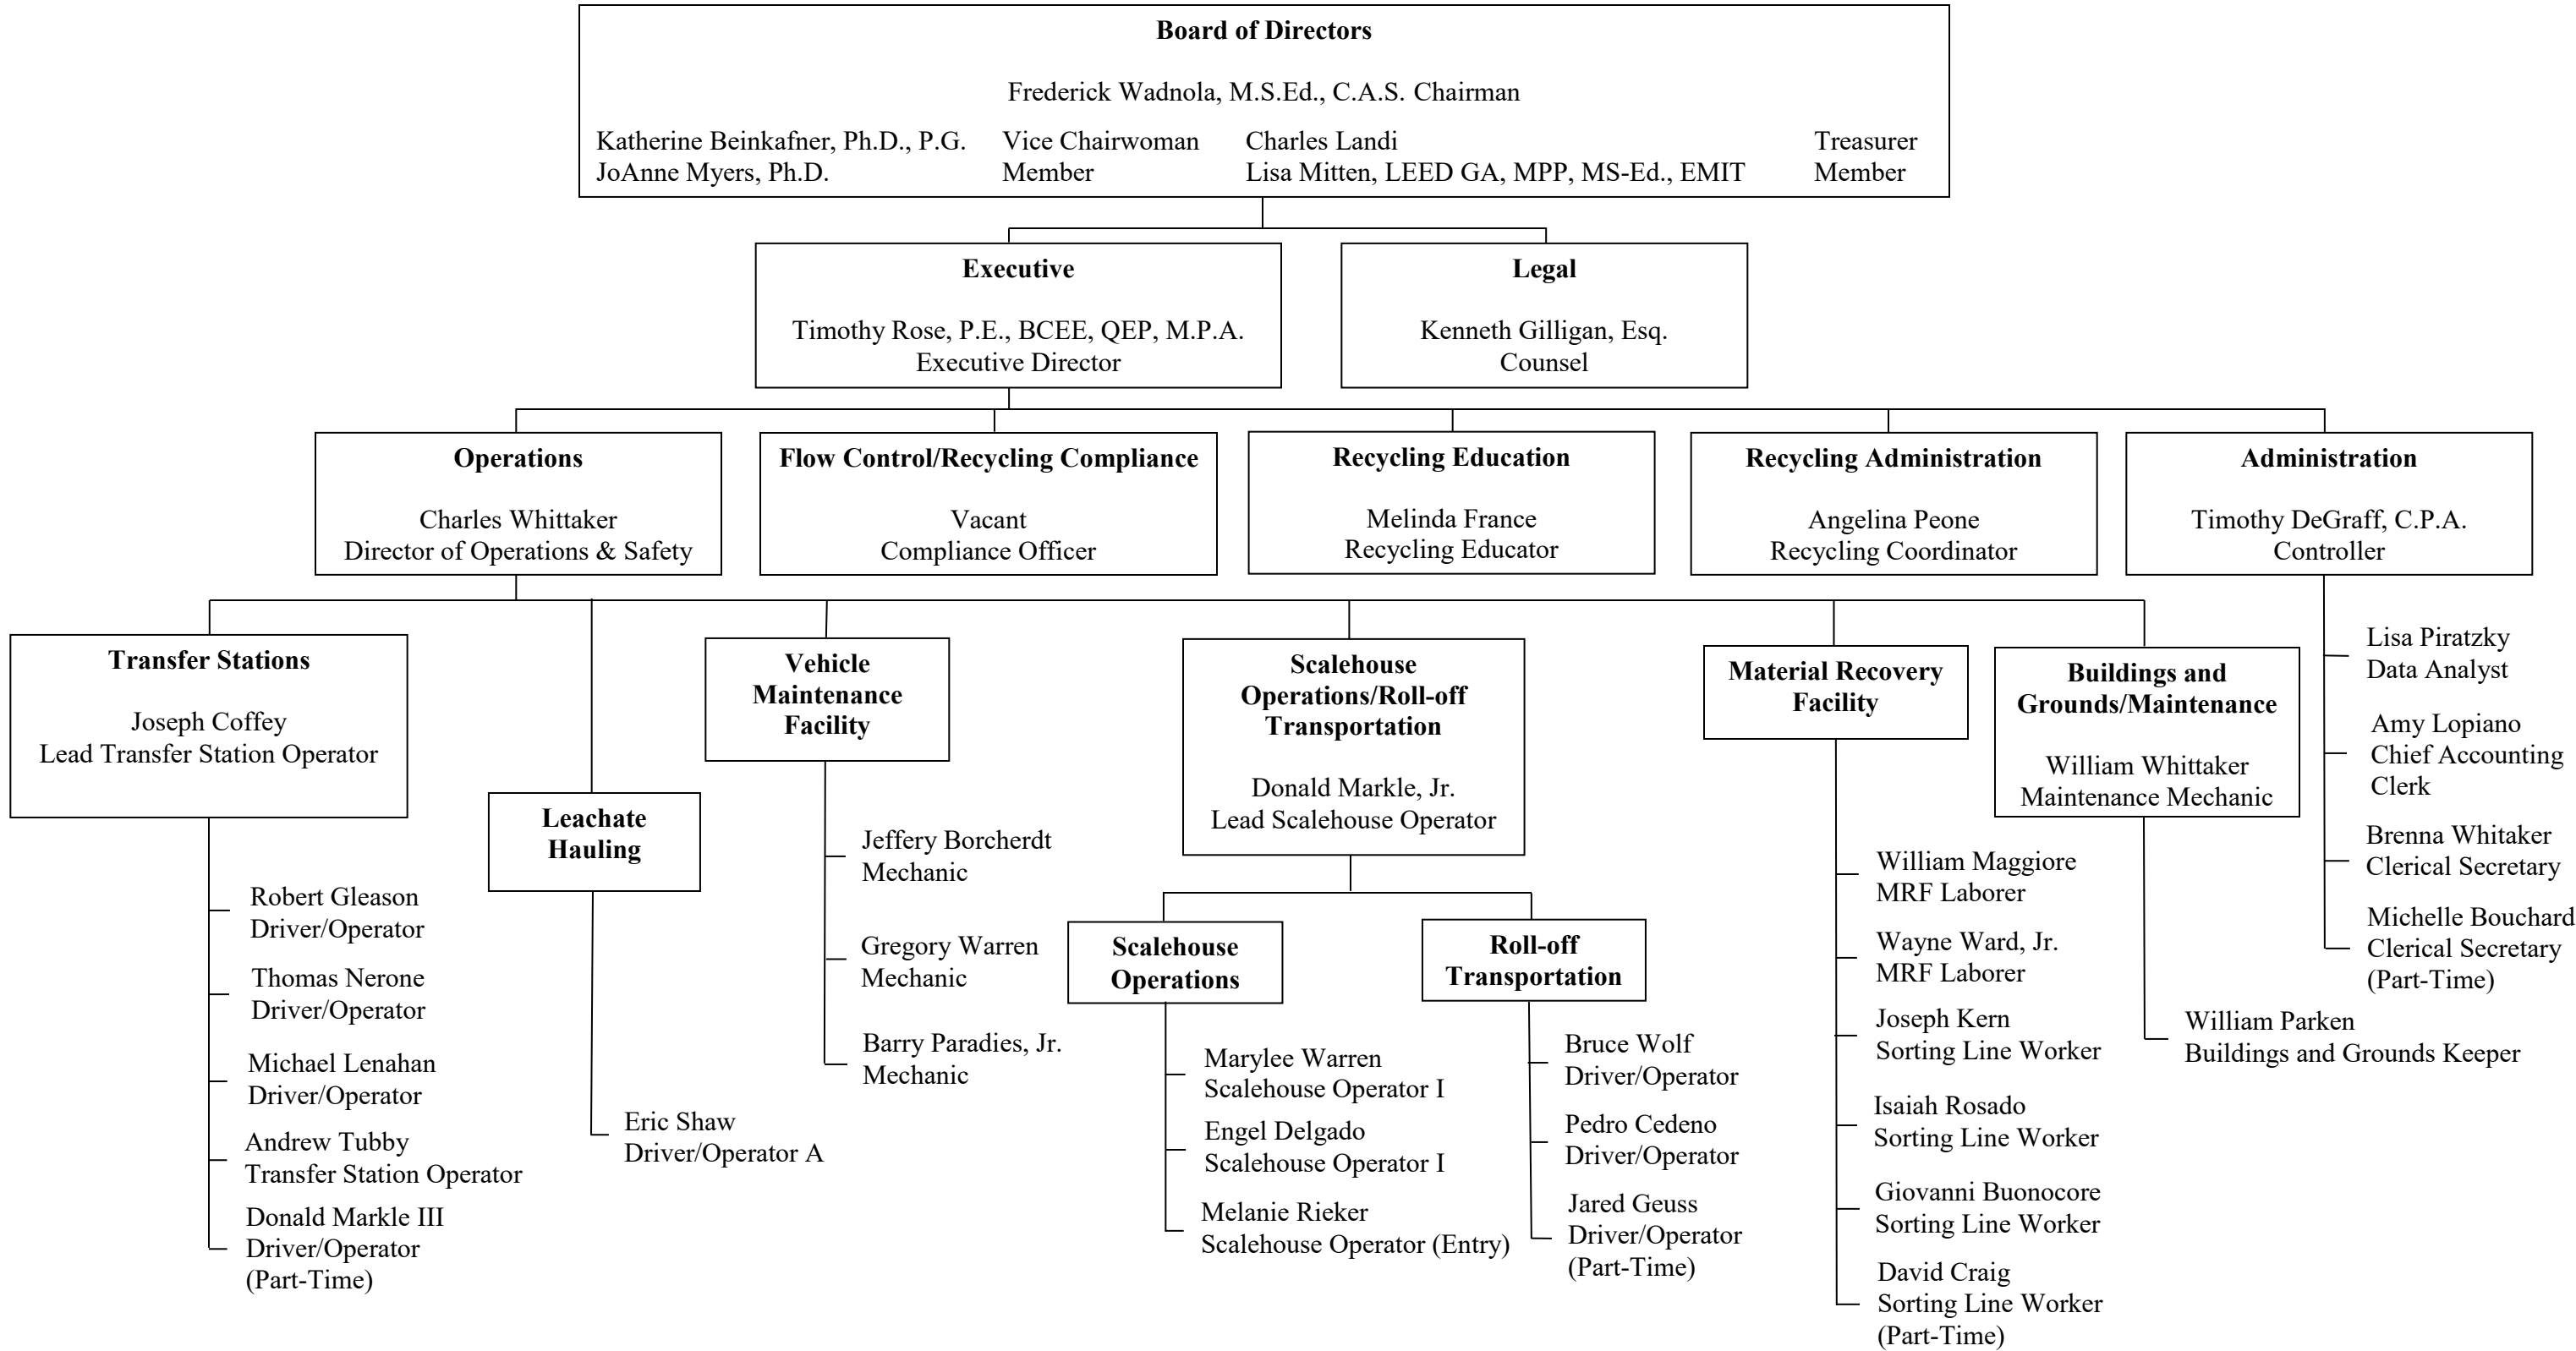 Board of Directors
Frederick Wadnola, M.S.Ed., C.A.S. Chairman
Katherine Beinkafner, Ph.D., P.G. Vice Chairwoman Charles Landi Treasurer
JoAnne Myers, Ph.D. Member Lisa Mitten, LEED GA, MPP, MS-Ed., EMIT Member
Executive
Timothy Rose, P.E., BCEE, QEP, M.P.A.
Executive Director
Legal
Kenneth Gilligan, Esq.
Counsel
Operations
Charles Whittaker
Director of Operations & Safety
Flow Control/Recycling Compliance
Vacant
Compliance Officer
Recycling Education
Melinda France
Recycling Educator
Recycling Administration
Angelina Peone
Recycling Coordinator
Administration
Timothy DeGraff, C.P.A.
Controller
Transfer Stations
Joseph Coffey
Lead Transfer Station Operator
Robert Gleason
Driver/Operator
Thomas Nerone
Driver/Operator
Michael Lenahan
Driver/Operator
Andrew Tubby
Transfer Station Operator
Donald Markle III
Driver/Operator
(Part-Time)
Leachate
Hauling
Eric Shaw
Driver/Operator A
Vehicle
Maintenance
Facility
Jeffery Borcherdt
Mechanic
Gregory Warren
Mechanic
Barry Paradies, Jr.
Mechanic
Scalehouse
Operations/Roll-off
Transportation
Donald Markle, Jr.
Lead Scalehouse Operator
Scalehouse
Operations
Marylee Warren
Scalehouse Operator I
Engel Delgado
Scalehouse Operator I
Melanie Rieker
Scalehouse Operator (Entry)
Roll-off
Transportation
Bruce Wolf
Driver/Operator
Pedro Cedeno
Driver/Operator
Jared Geuss
Driver/Operator
(Part-Time)
Material Recovery
Facility
William Maggiore
MRF Laborer
Wayne Ward, Jr.
MRF Laborer
Joseph Kern
Sorting Line Worker
Isaiah Rosado
Sorting Line Worker
Giovanni Buonocore
Sorting Line Worker
David Craig
Sorting Line Worker
(Part-Time)
Buildings and
Grounds/Maintenance
William Whittaker
Maintenance Mechanic
William Parken
Buildings and Grounds Keeper
Lisa Piratzky
Data Analyst
Amy Lopiano
Chief Accounting
Clerk
Brenna Whitaker
Clerical Secretary
Michelle Bouchard
Clerical Secretary
(Part-Time)